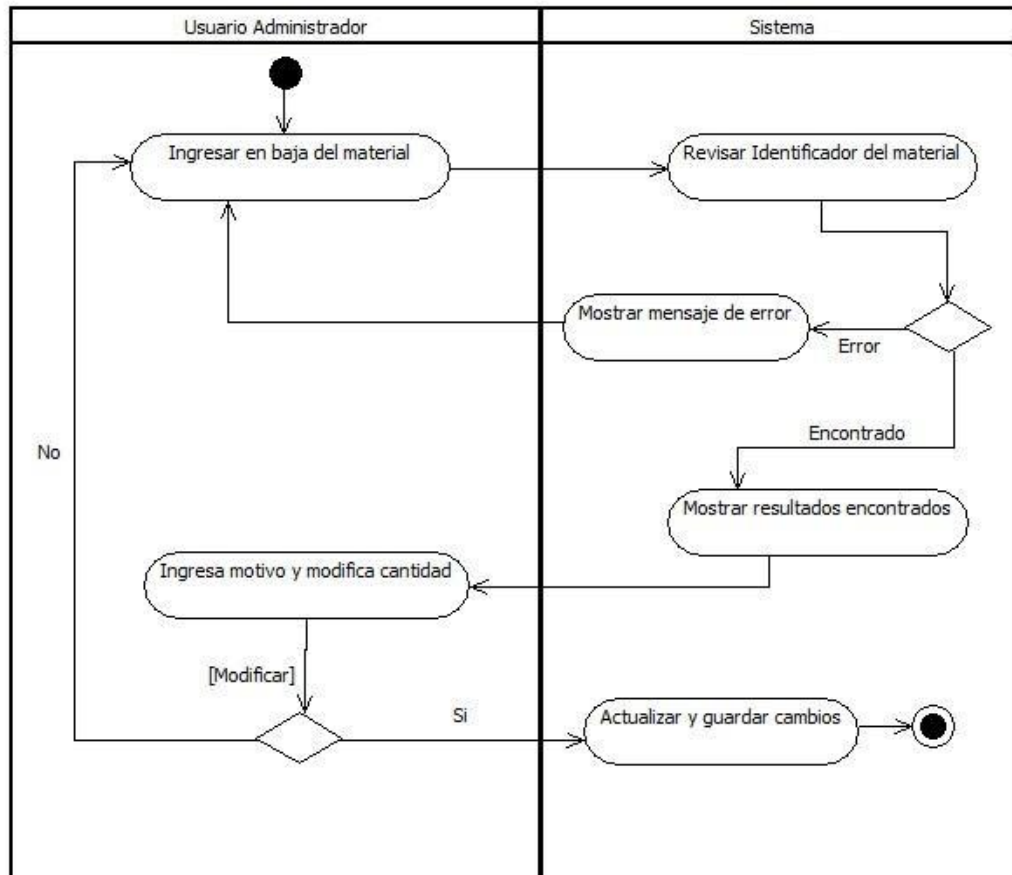 Usuario Administrador
Sistema
Ingresar en baja del material
Revisar Identificador del material
Mostrar mensaje de error
Error
Encontrado
No
Mostrar resultados encontrados
Ingresa motivo y modifica cantidad
[Modificar]
Si
Actualizar y guardar cambios